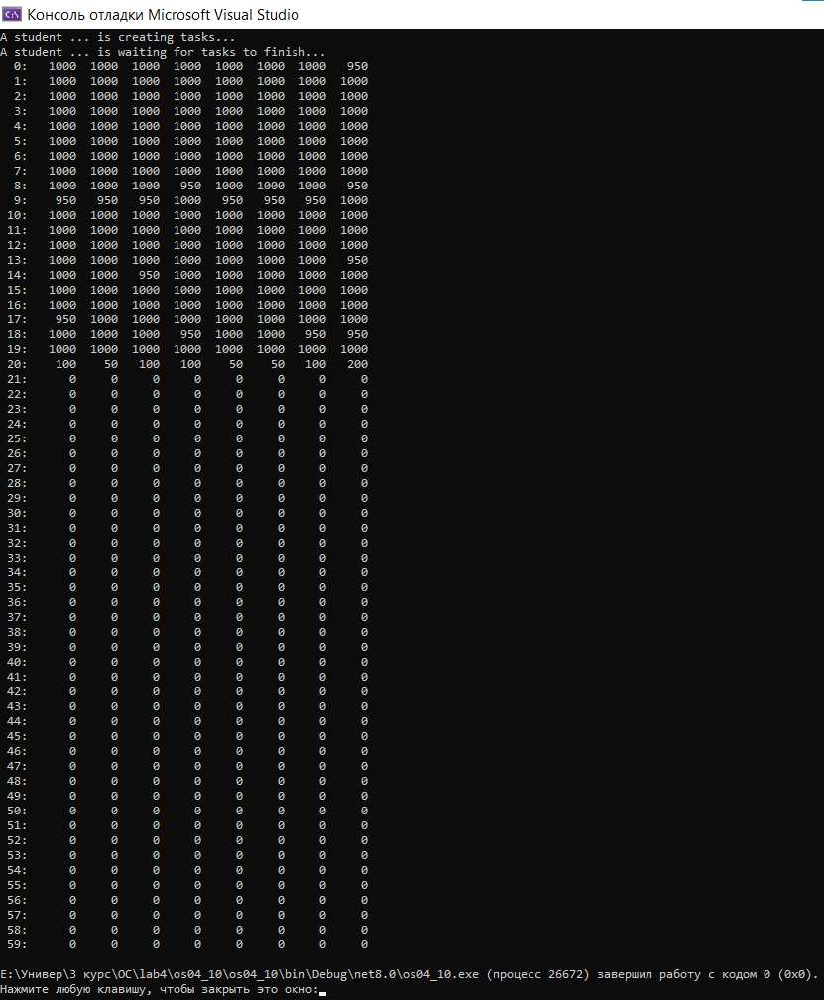 Консоль отладки Microsoft Visual Studio
A student ... is creating tasks...
A student ... is waiting for tasks to finish...
0: 1000 1000 1000 1000 1000 1000 1000 950
1: 1000 1000 1000 1000 1000 1000 1000 1000
2: 1000 1000 1000 1000 1000 1000 1000 1000
3: 1000 1000 1000 1000 1000 1000 1000 1000
4: 1000 1000 1000 1000 1000 1000 1000 1000
5: 1000 1000 1000 1000 1000 1000 1000 1000
6: 1000 1000 1000 1000 1000 1000 1000 1000
7: 1000 1000 1000 1000 1000 1000 1000 1000
8: 1000 1000 1000 950 1000 1000 1000 950
9: 950 950 950 1000 950 950 950 1000
10: 1000 1000 1000 1000 1000 1000 1000 1000
11: 1000 1000 1000 1000 1000 1000 1000 1000
12: 1000 1000 1000 1000 1000 1000 1000 1000
13: 1000 1000 1000 1000 1000 1000 1000 950
14: 1000 1000 950 1000 1000 1000 1000 1000
15: 1000 1000 1000 1000 1000 1000 1000 1000
16: 1000 1000 1000 1000 1000 1000 1000 1000
17: 950 1000 1000 1000 1000 1000 1000 1000
18: 1000 1000 1000 950 1000 1000 950 950
19: 1000 1000 1000 1000 1000 1000 1000 1000
20: 100 50 100 100 50 50 100 200
21: 0 0 0 0 0 0 0 0
22: 0 0 0 0 0 0 0 0
23: 0 0 0 0 0 0 0 0
24: 0 0 0 0 0 0 0 0
25: 0 0 0 0 0 0 0 0
26: 0 0 0 0 0 0 0 0
27: 0 0 0 0 0 0 0 0
28: 0 0 0 0 0 0 0 0
29: 0 0 0 0 0 0 0 0
30: 0 0 0 0 0 0 0 0
31: 0 0 0 0 0 0 0 0
32: 0 0 0 0 0 0 0 0
33: 0 0 0 0 0 0 0 0
34: 0 0 0 0 0 0 0 0
35: 0 0 0 0 0 0 0 0
36: 0 0 0 0 0 0 0 0
37: 0 0 0 0 0 0 0 0
38: 0 0 0 0 0 0 0 0
39: 0 0 0 0 0 0 0 0
40: 0 0 0 0 0 0 0 0
41: 0 0 0 0 0 0 0 0
42: 0 0 0 0 0 0 0 0
43: 0 0 0 0 0 0 0 0
44: 0 0 0 0 0 0 0 0
45: 0 0 0 0 0 0 0 0
46: 0 0 0 0 0 0 0 0
47: 0 0 0 0 0 0 0 0
48: 0 0 0 0 0 0 0 0
49: 0 0 0 0 0 0 0 0
50: 0 0 0 0 0 0 0 0
51: 0 0 0 0 0 0 0 0
52: 0 0 0 0 0 0 0 0
53: 0 0 0 0 0 0 0 0
54: 0 0 0 0 0 0 0 0
55: 0 0 0 0 0 0 0 0
56: 0 0 0 0 0 0 0 0
57: 0 0 0 0 0 0 0 0
58: 0 0 0 0 0 0 0 0
59: 0 0 0 0 0 0 0 0
E:\Универ\3 курс\ОС\lab4\os04_10\os04_10\bin\Debug\net8.0\os04_10.exe (процесс 26672) завершил работу с кодом 0 (0x0).
Нажмите любую клавишу, чтобы закрыть это окно: